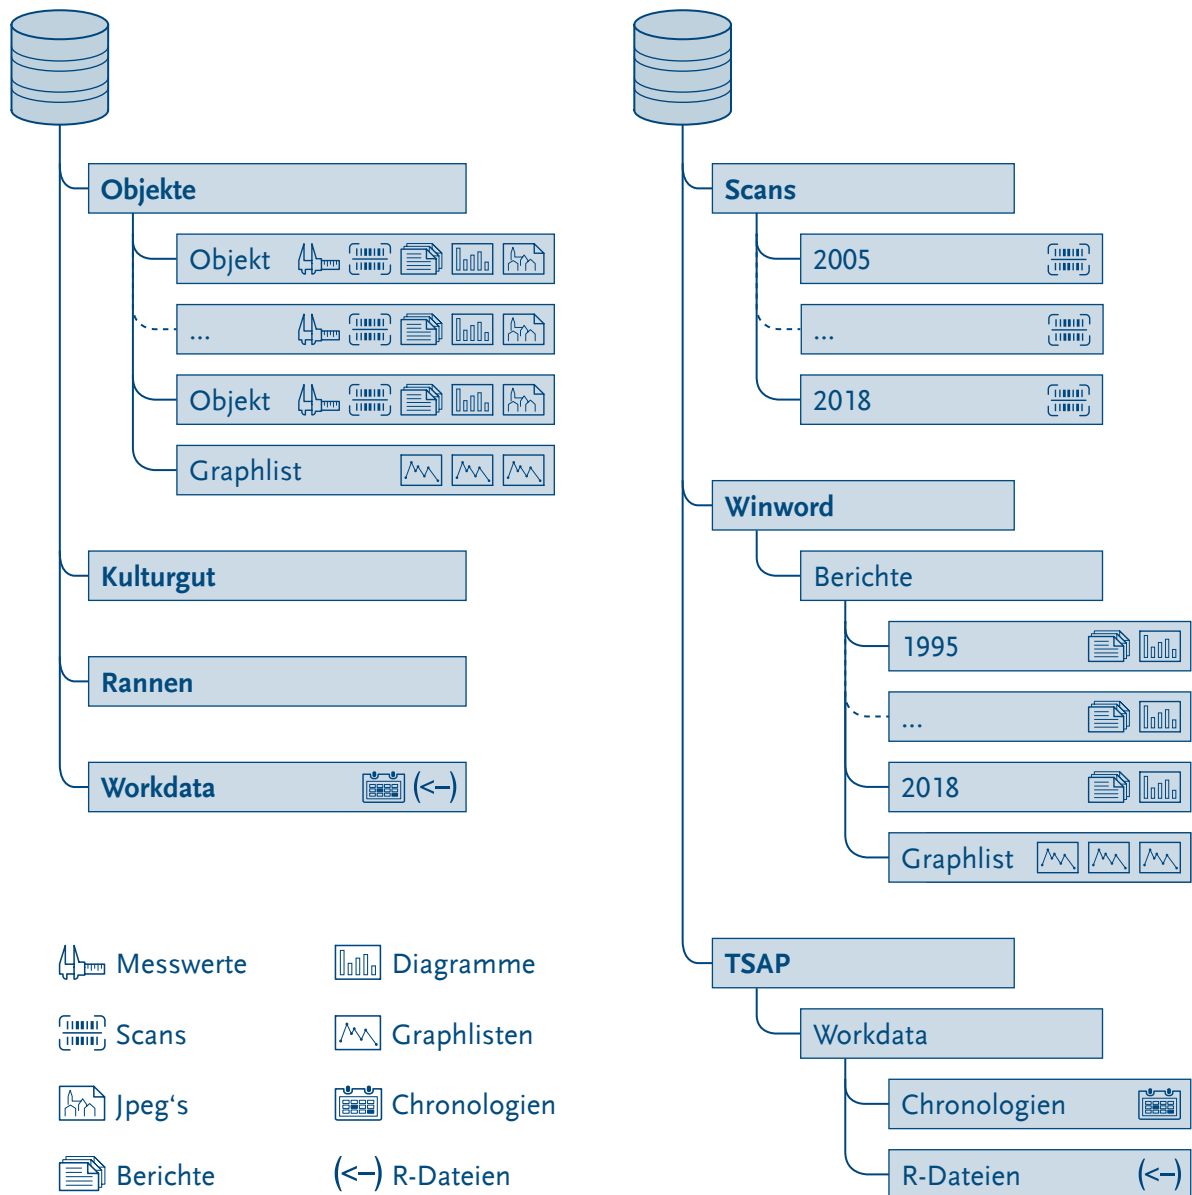 Objekte
Objekt
...
Objekt
Graphlist
Kulturgut
Rannen
Workdata (<–)
Scans
2005
...
2018
Winword
Berichte
1995
...
2018
Graphlist
TSAP
Workdata
Chronologien
R-Dateien (<–)
Messwerte
Scans
Jpeg‘s
Berichte
Diagramme
Graphlisten
Chronologien
(<–) R-Dateien